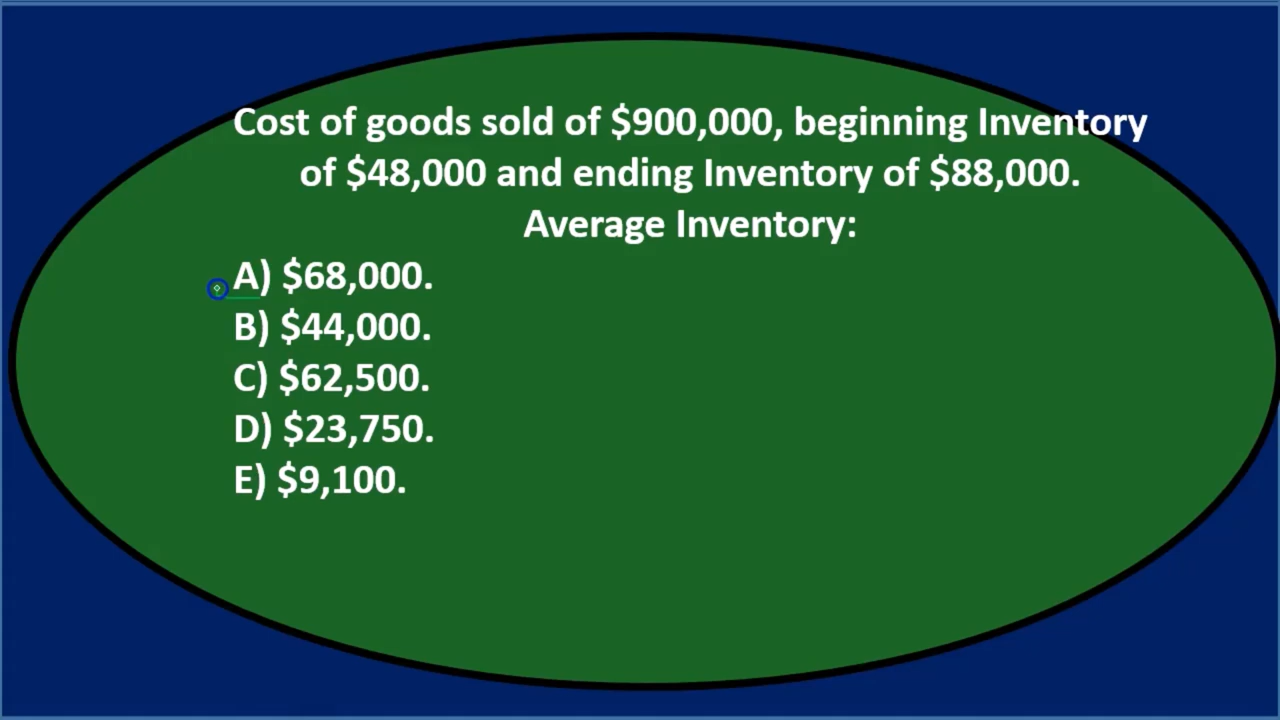 Cost of goods sold of $900,000, beginning Inventory
of $48,000 and ending Inventory of $88,000.
Average Inventory:
A) $68,000.
B) $44,000.
C) $62,500.
D) $23,750.
E) $9,100.